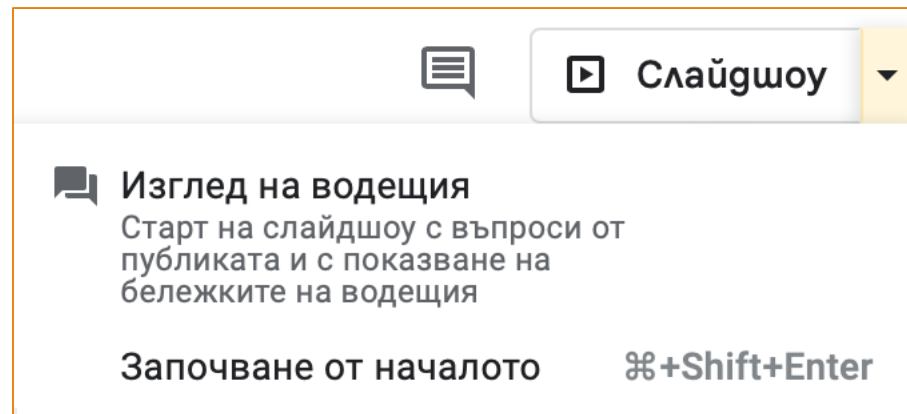 Слайдшоу
Изглед на водещия
Старт на слайдшоу с въпроси от
публиката и с показване на
бележките на водещия
Започване от началото ⌘+Shift+Enter